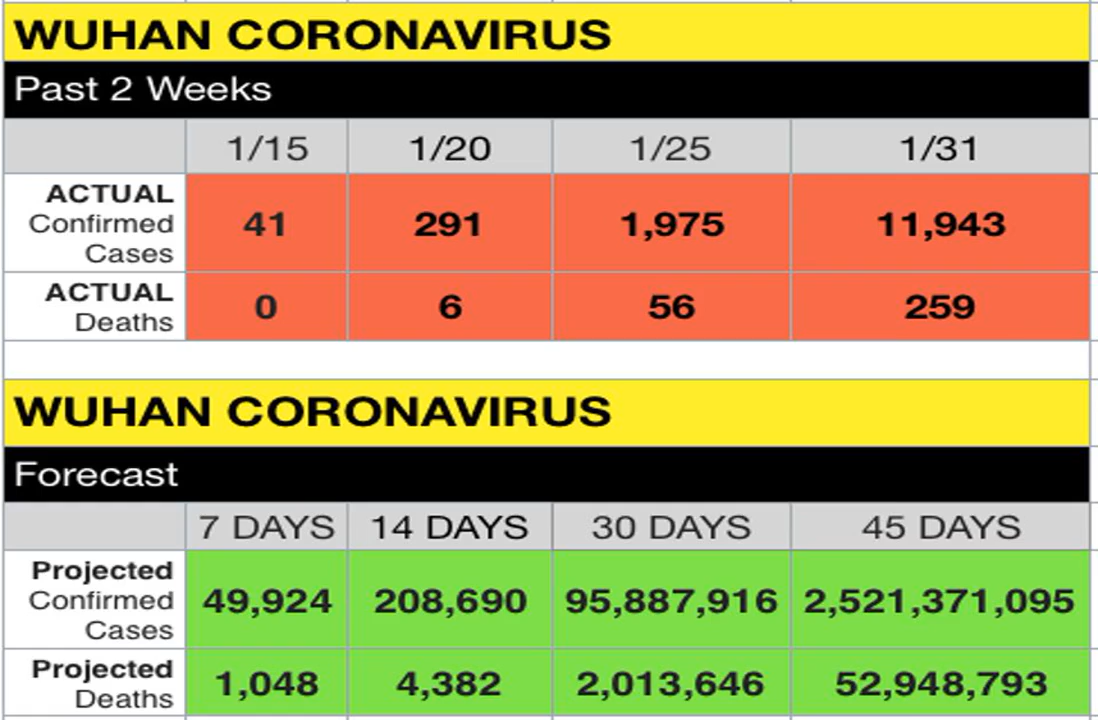 WUHAN CORONAVIRUS
Past 2 Weeks
1/15 1/20 1/25 1/31
ACTUAL
Confirmed
Cases
41 291 1,975 11,943
ACTUAL
Deaths
0 6 56 259
WUHAN CORONAVIRUS
Forecast
7 DAYS 14 DAYS 30 DAYS 45 DAYS
Projected
Confirmed
Cases
49,924 208,690 95,887,916 2,521,371,095
Projected
Deaths
1,048 4,382 2,013,646 52,948,793